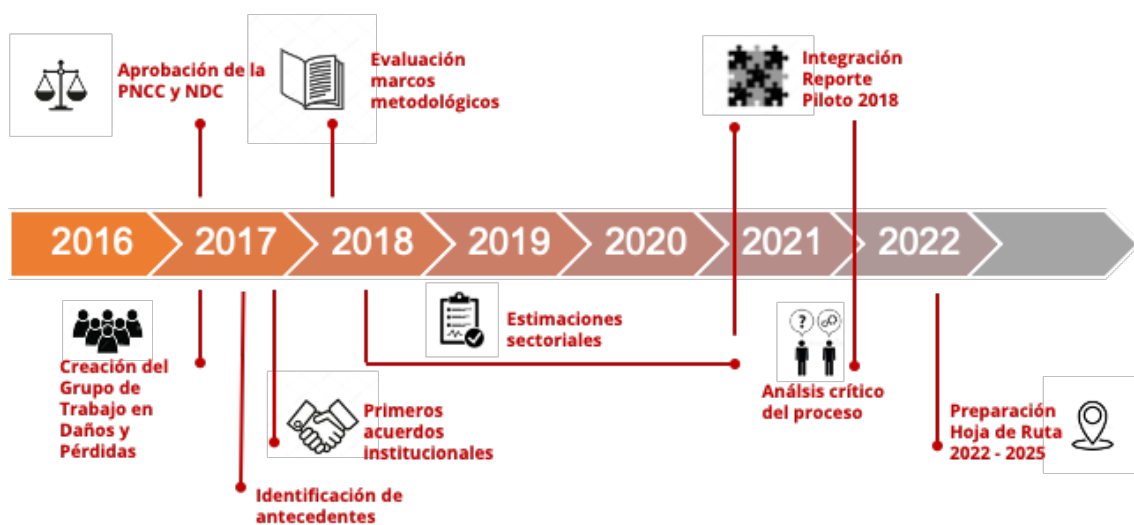 Aprobación de la
PNCC y NDC
Evaluación
marcos
metodológicos
Integración
Reporte
Piloto 2018
2016
2017
2018
2019
2020
2021
2022
Creación del
Grupo de
Trabajo en
Daños y
Pérdidas
Identificación de
antecedentes
Primeros
acuerdos
institucionales
Estimaciones
sectoriales
?
Análsis crítico
del proceso
Preparación
Hoja de Ruta
2022 - 2025